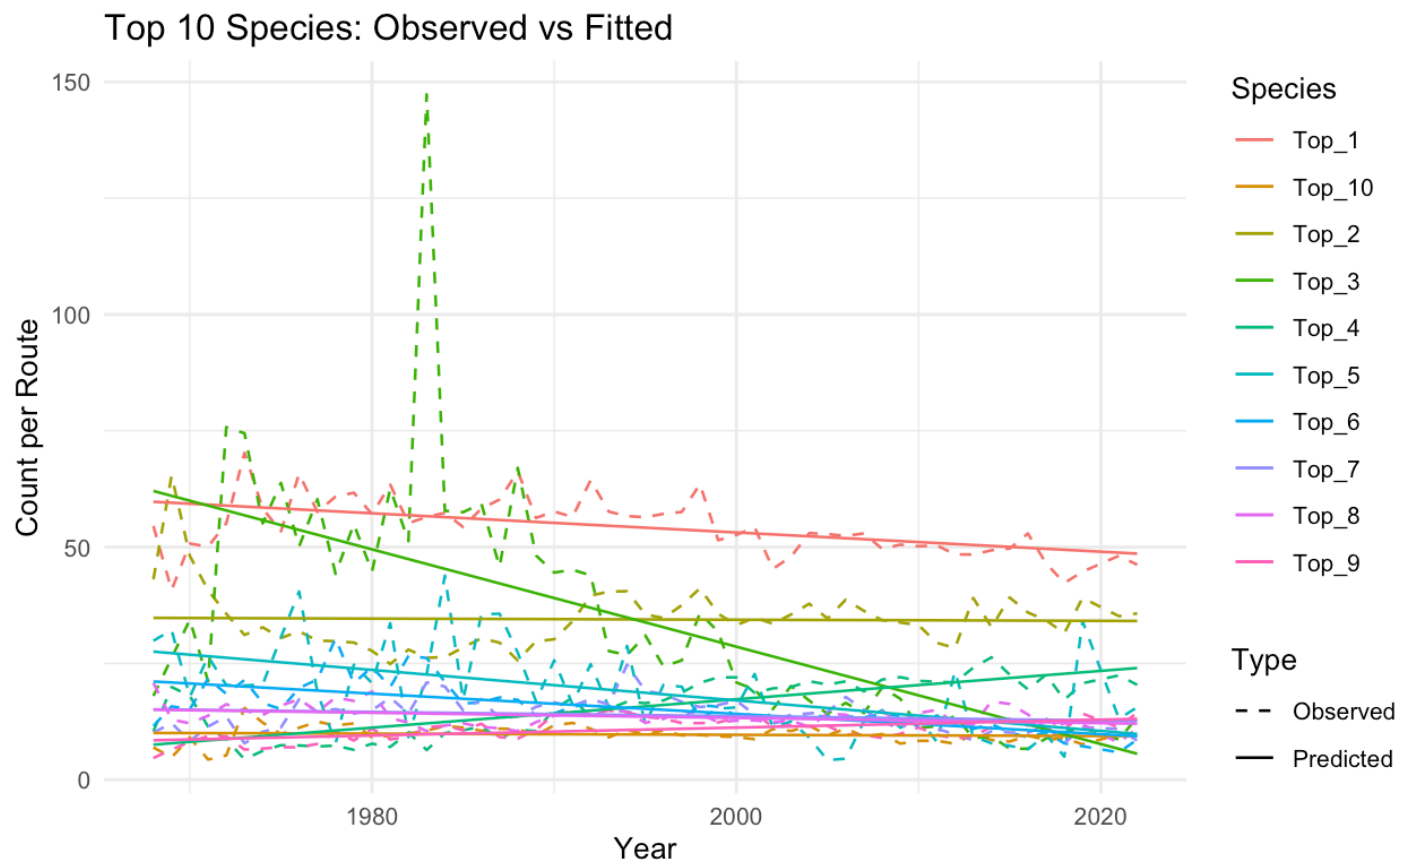 Top 10 Species: Observed vs Fitted
150
100
50
0
Count per Route
1980
2000
2020
Year
Species
Top_1
Top_10
Top_2
Top_3
Top_4
Top_5
Top_6
Top_7
Top_8
Top_9
Type
Observed
Predicted